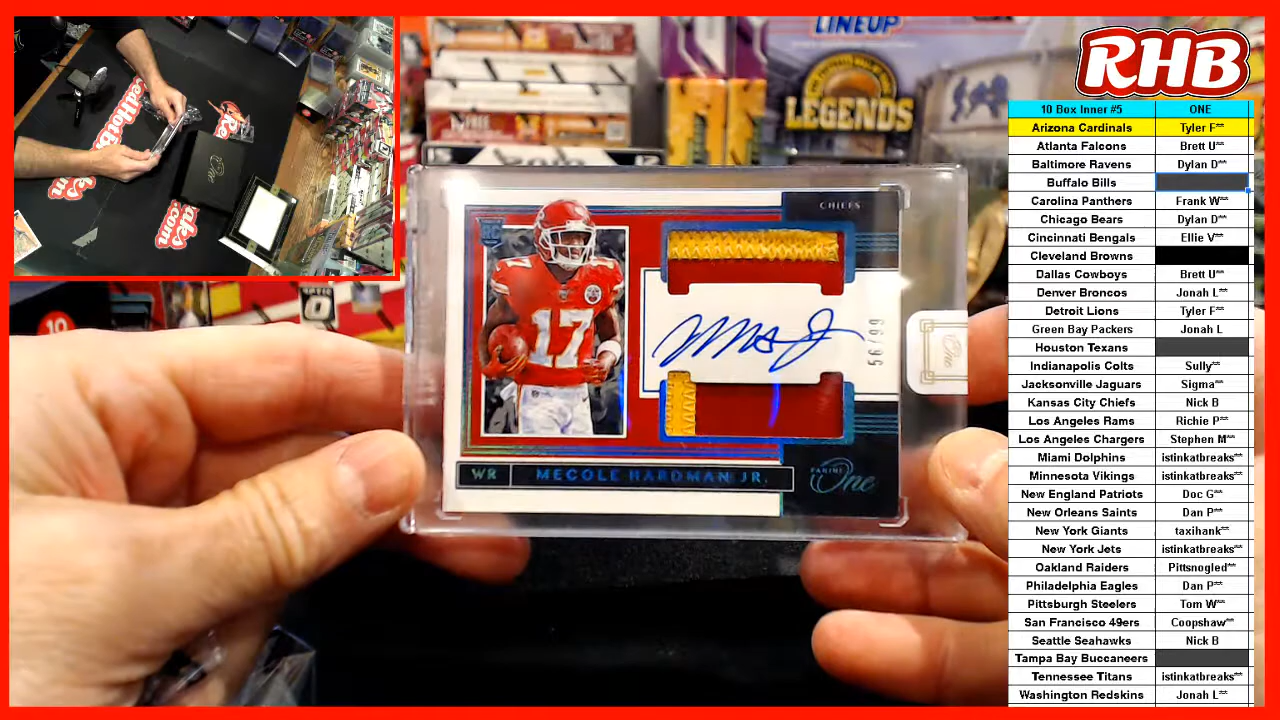 LINEUP
LEGENDS
RHB
10 Box Inner #5 ONE
Arizona Cardinals Tyler F**
Atlanta Falcons Brett U**
Baltimore Ravens Dylan D**
Buffalo Bills
Carolina Panthers Frank W**
Chicago Bears Dylan D**
Cincinnati Bengals Ellie V**
Cleveland Browns
Dallas Cowboys Brett U**
Denver Broncos Jonah L**
Detroit Lions Tyler F**
Green Bay Packers Jonah L
Houston Texans
Indianapolis Colts Sully**
Jacksonville Jaguars Sigma**
Kansas City Chiefs Nick B
Los Angeles Rams Richie P**
Los Angeles Chargers Stephen M**
Miami Dolphins istinkatbreaks**
Minnesota Vikings istinkatbreaks**
New England Patriots Doc G**
New Orleans Saints Dan P**
New York Giants taxihank**
New York Jets istinkatbreaks**
Oakland Raiders Pittsnogled**
Philadelphia Eagles Dan P**
Pittsburgh Steelers Tom W**
San Francisco 49ers Coopshaw**
Seattle Seahawks Nick B
Tampa Bay Buccaneers
Tennessee Titans istinkatbreaks**
Washington Redskins Jonah L**
CHIEFS
RC
17
17
56/99
WR MECOLE HARDMAN JR.
PANINI
One
One
10